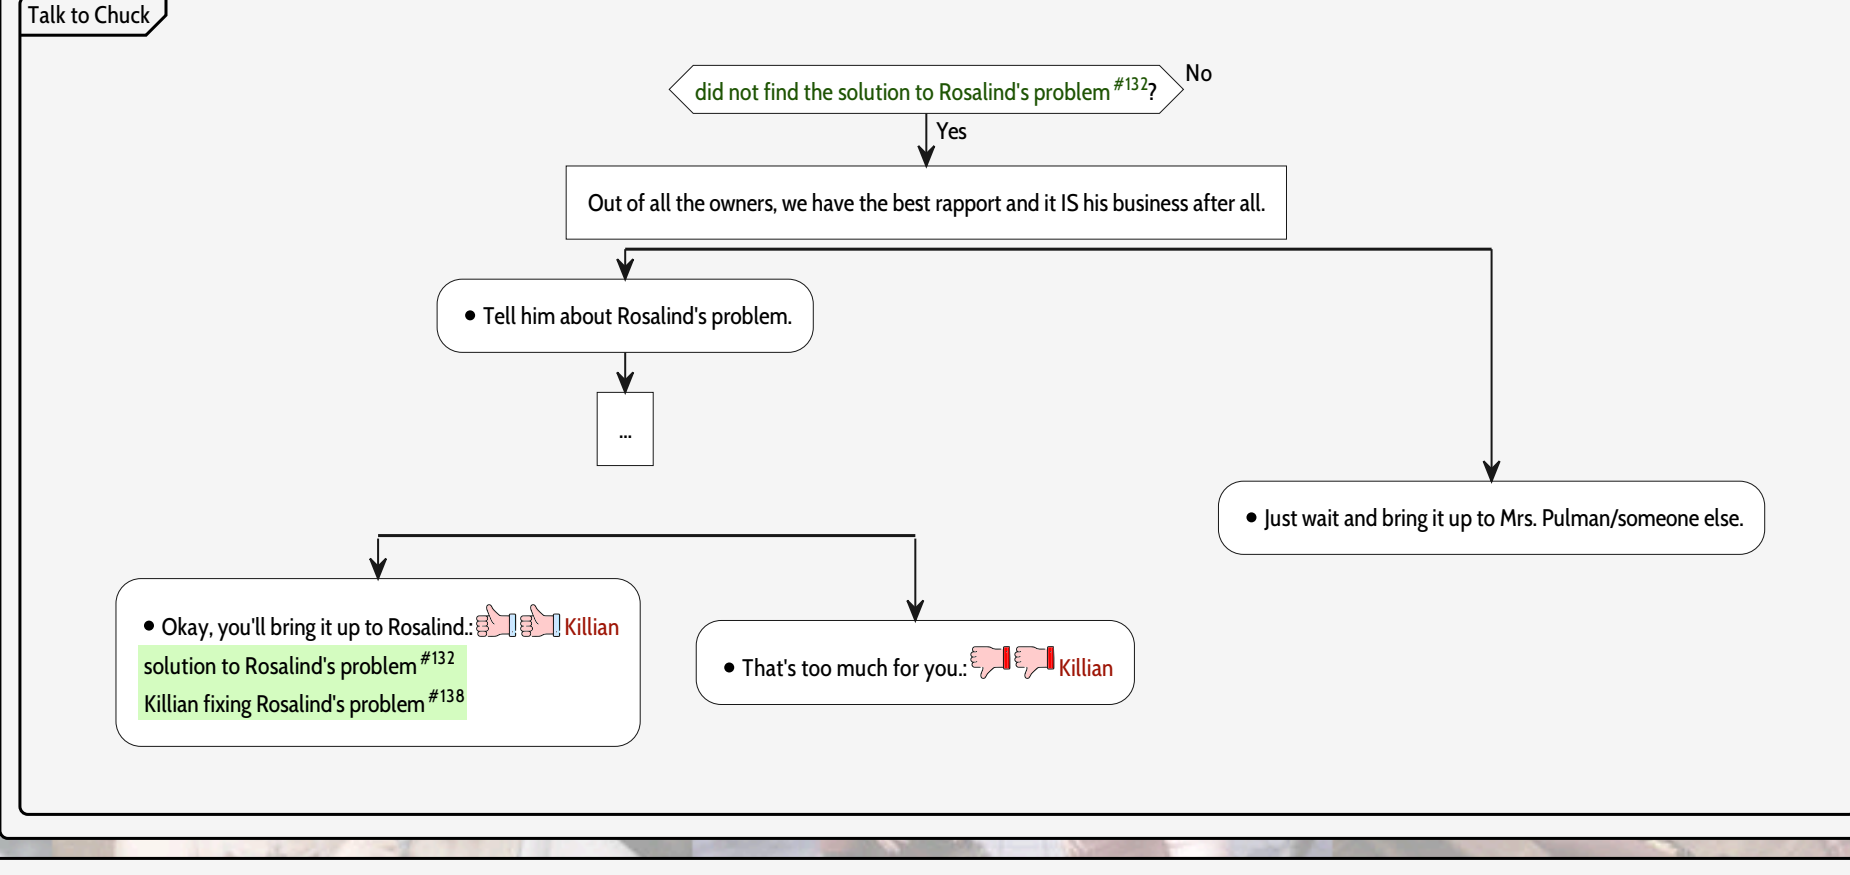 Talk to Chuck
did not find the solution to Rosalind's problem #132?
No
Yes
Out of all the owners, we have the best rapport and it IS his business after all.
• Tell him about Rosalind's problem.
...
• Just wait and bring it up to Mrs. Pulman/someone else.
• Okay, you'll bring it up to Rosalind.: Killian
solution to Rosalind's problem #132
Killian fixing Rosalind's problem #138
• That's too much for you.: Killian